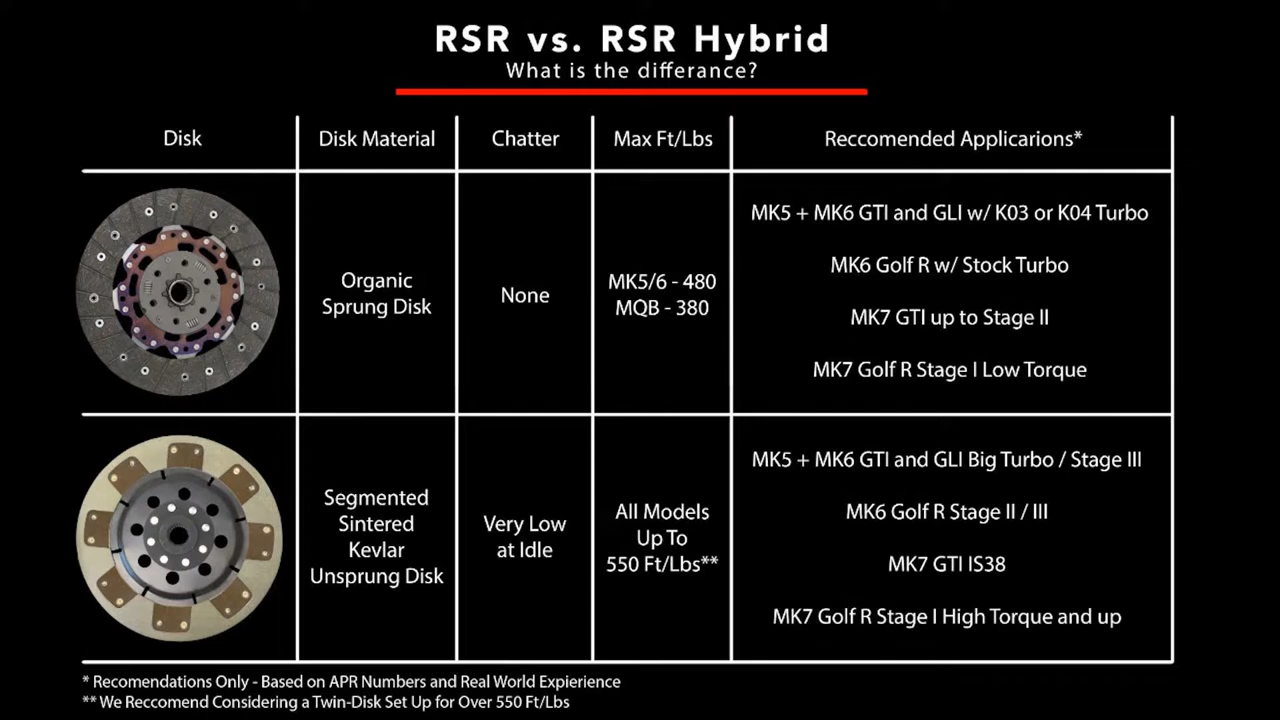 RSR vs. RSR Hybrid
What is the differance?
Disk
Disk Material
Chatter
Max Ft/Lbs
Reccomended Applicarions*
Organic
Sprung Disk
None
MK5/6 - 480
MQB - 380
MK5 + MK6 GTI and GLI w/ K03 or K04 Turbo
MK6 Golf R w/ Stock Turbo
MK7 GTI up to Stage II
MK7 Golf R Stage I Low Torque
Segmented
Sintered
Kevlar
Unsprung Disk
Very Low
at Idle
All Models
Up To
550 Ft/Lbs**
MK5 + MK6 GTI and GLI Big Turbo / Stage III
MK6 Golf R Stage II / III
MK7 GTI IS38
MK7 Golf R Stage I High Torque and up
* Recomendations Only - Based on APR Numbers and Real World Expierience
** We Reccomend Considering a Twin-Disk Set Up for Over 550 Ft/Lbs